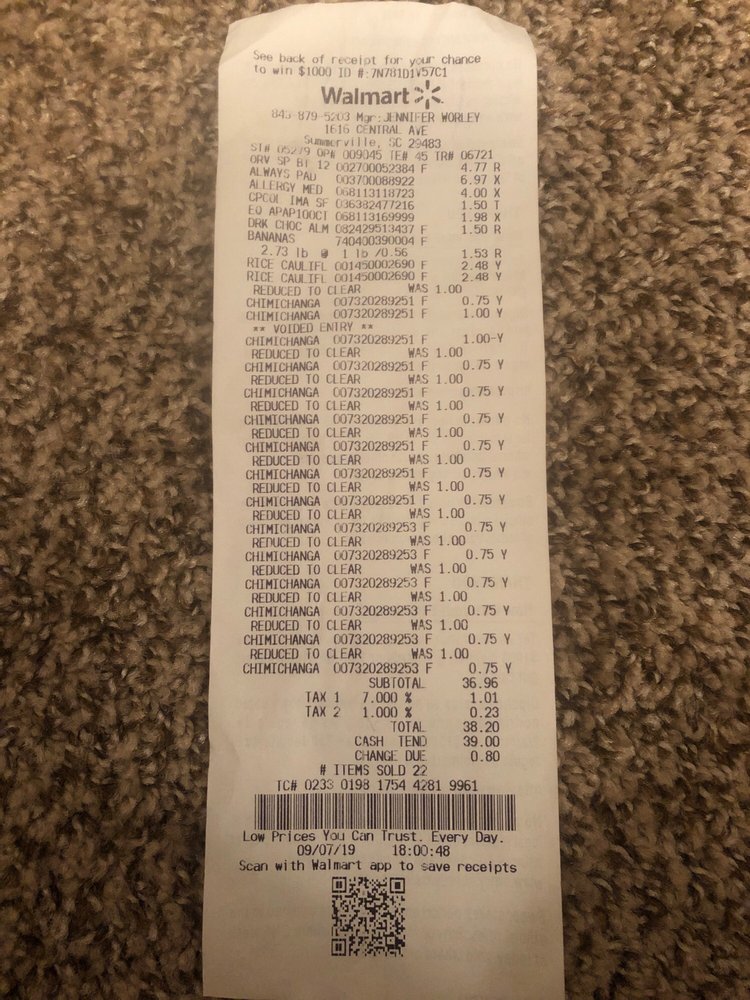 See back of receipt for your chance
to win $1000 ID #:7N781D1V57C1
Walmart
843-879-5203 Mgr:JENNIFER WORLEY
1616 CENTRAL AVE
Summerville, SC 29483
ST# 05279 OP# 009045 TE# 45 TR# 06721
ORV SP BT 12 002700052384 F 4.77 R
ALWAYS PAD 003700088922 6.97 X
ALLERGY MED 068113118723 4.00 X
CPCOL IMA SF 036382477216 1.50 T
EQ APAP100CT 068113169999 1.98 X
DRK CHOC ALM 082429513437 F 1.50 R
BANANAS 740400390004 F
2.73 lb @ 1 lb /0.56 1.53 R
RICE CAULIFL 001450002690 F 2.48 Y
RICE CAULIFL 001450002690 F 2.48 Y
REDUCED TO CLEAR WAS 1.00
CHIMICHANGA 007320289251 F 0.75 Y
CHIMICHANGA 007320289251 F 1.00 Y
** VOIDED ENTRY **
CHIMICHANGA 007320289251 F 1.00-Y
REDUCED TO CLEAR WAS 1.00
CHIMICHANGA 007320289251 F 0.75 Y
REDUCED TO CLEAR WAS 1.00
CHIMICHANGA 007320289251 F 0.75 Y
REDUCED TO CLEAR WAS 1.00
CHIMICHANGA 007320289251 F 0.75 Y
REDUCED TO CLEAR WAS 1.00
CHIMICHANGA 007320289251 F 0.75 Y
REDUCED TO CLEAR WAS 1.00
CHIMICHANGA 007320289251 F 0.75 Y
REDUCED TO CLEAR WAS 1.00
CHIMICHANGA 007320289251 F 0.75 Y
REDUCED TO CLEAR WAS 1.00
CHIMICHANGA 007320289253 F 0.75 Y
REDUCED TO CLEAR WAS 1.00
CHIMICHANGA 007320289253 F 0.75 Y
REDUCED TO CLEAR WAS 1.00
CHIMICHANGA 007320289253 F 0.75 Y
REDUCED TO CLEAR WAS 1.00
CHIMICHANGA 007320289253 F 0.75 Y
REDUCED TO CLEAR WAS 1.00
CHIMICHANGA 007320289253 F 0.75 Y
REDUCED TO CLEAR WAS 1.00
CHIMICHANGA 007320289253 F 0.75 Y
SUBTOTAL 36.96
TAX 1 7.000 % 1.01
TAX 2 1.000 % 0.23
TOTAL 38.20
CASH TEND 39.00
CHANGE DUE 0.80
# ITEMS SOLD 22
TC# 0233 0198 1754 4281 9961
Low Prices You Can Trust. Every Day.
09/07/19 18:00:48
Scan with Walmart app to save receipts